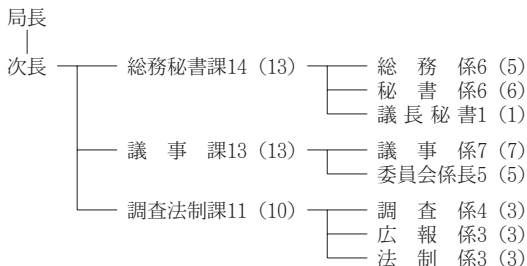 局長
次長 総務秘書課14（13） 総務係6（5）
秘書係6（6）
議長秘書1（1）
議事課13（13） 議事係7（7）
委員会係長5（5）
調査法制課11（10） 調査係4（3）
広報係3（3）
法制係3（3）